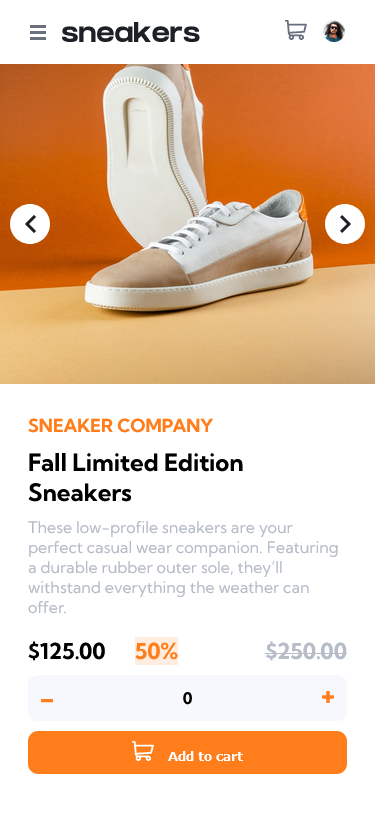 sneakers
SNEAKER COMPANY
Fall Limited Edition
Sneakers
These low-profile sneakers are your
perfect casual wear companion. Featuring
a durable rubber outer sole, they'll
withstand everything the weather can
offer.
$125.00 50% $250.00
– 0 +
Add to cart